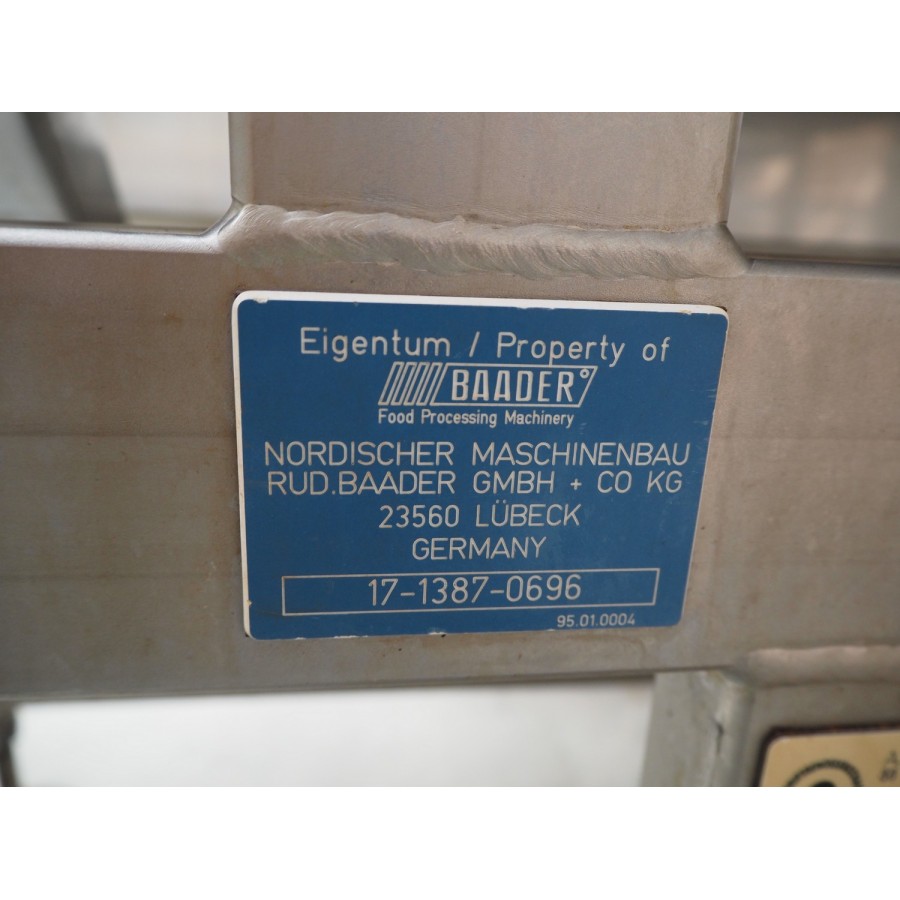 Eigentum / Property of
BAADER°
Food Processing Machinery
NORDISCHER MASCHINENBAU
RUD.BAADER GMBH + CO KG
23560 LÜBECK
GERMANY
17-1387-0696
95.01.0004